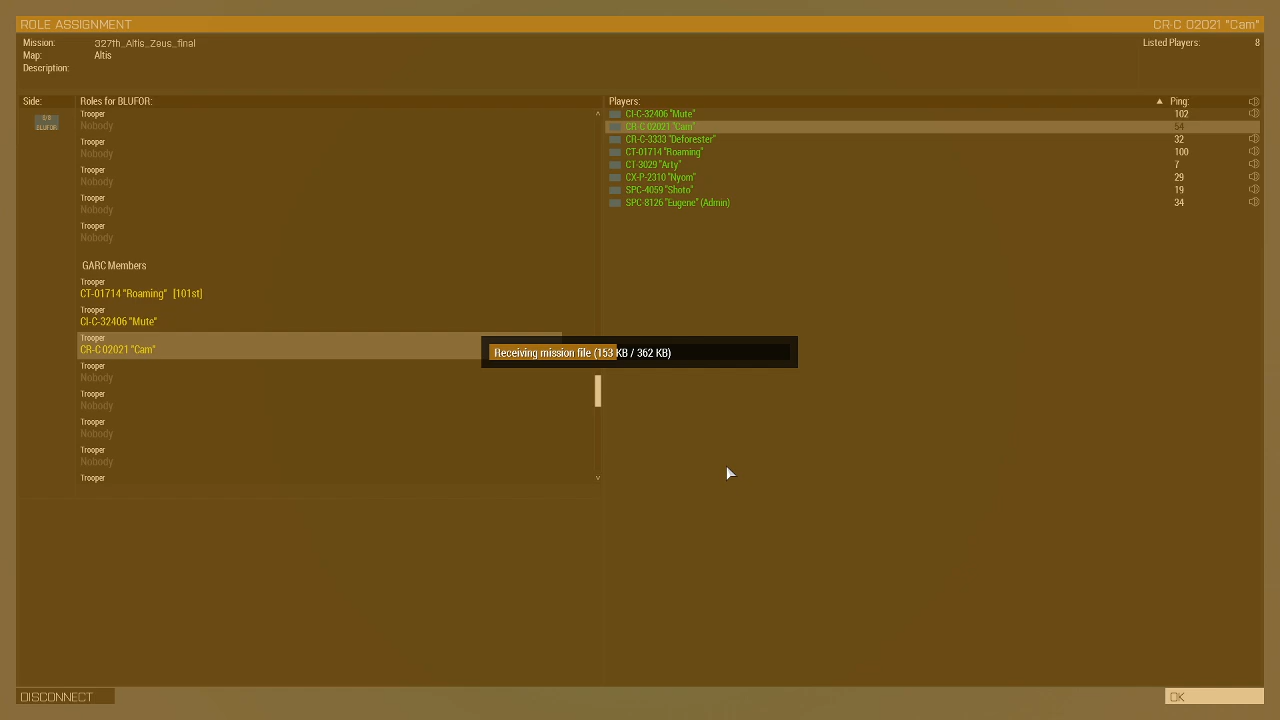 ROLE ASSIGNMENT
CR-C 02021 "Cam"
Mission: 327th_Altis_Zeus_final
Map: Altis
Description:
Listed Players: 8
Side:
Roles for BLUFOR:
Players:
Ping:
BLUFOR
Trooper
Nobody
Trooper
Nobody
Trooper
Nobody
Trooper
Nobody
Trooper
Nobody
GARC Members
Trooper
CT-01714 "Roaming" [101st]
Trooper
CI-C-32406 "Mute"
Trooper
CR-C 02021 "Cam"
Trooper
Nobody
Trooper
Nobody
Trooper
Nobody
Trooper
Nobody
Trooper
CI-C-32406 "Mute" 102
CR-C 02021 "Cam" 54
CR-C-3333 "Deforester" 32
CT-01714 "Roaming" 100
CT-3029 "Arty" 7
CX-P-2310 "Nyom" 29
SPC-4059 "Shoto" 19
SPC-8126 "Eugene" (Admin) 34
Receiving mission file (153 KB / 362 KB)
DISCONNECT
OK